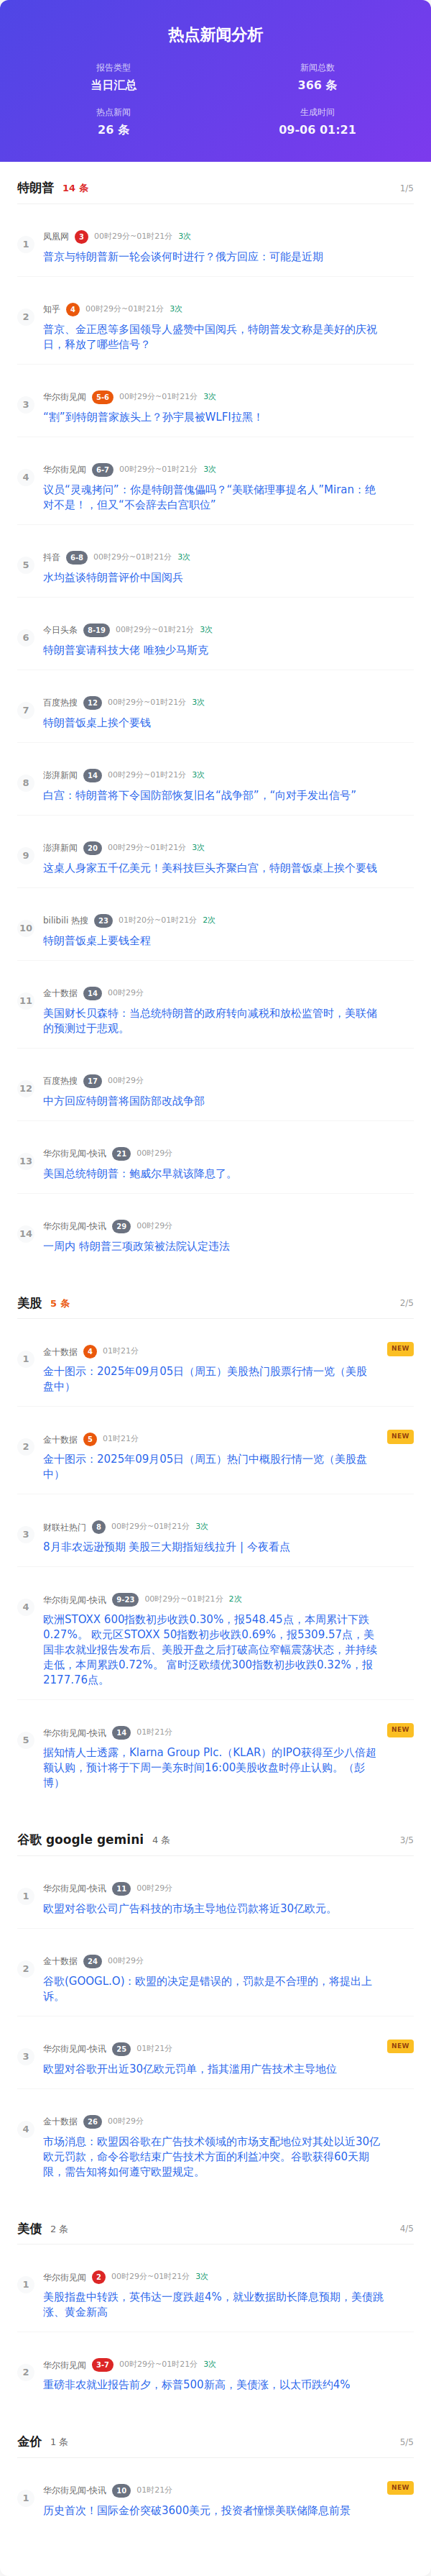 热点新闻分析
报告类型 新闻总数
当日汇总 366 条
热点新闻 生成时间
26 条 09-06 01:21
特朗普 14 条 1/5
1
凤凰网 3 00时29分~01时21分 3次
普京与特朗普新一轮会谈何时进行？俄方回应：可能是近期
2
知乎 4 00时29分~01时21分 3次
普京、金正恩等多国领导人盛赞中国阅兵，特朗普发文称是美好的庆祝
日，释放了哪些信号？
3
华尔街见闻 5-6 00时29分~01时21分 3次
“割”到特朗普家族头上？孙宇晨被WLFI拉黑！
4
华尔街见闻 6-7 00时29分~01时21分 3次
议员“灵魂拷问”：你是特朗普傀儡吗？“美联储理事提名人”Miran：绝
对不是！，但又“不会辞去白宫职位”
5
抖音 6-8 00时29分~01时21分 3次
水均益谈特朗普评价中国阅兵
6
今日头条 8-19 00时29分~01时21分 3次
特朗普宴请科技大佬 唯独少马斯克
7
百度热搜 12 00时29分~01时21分 3次
特朗普饭桌上挨个要钱
8
澎湃新闻 14 00时29分~01时21分 3次
白宫：特朗普将下令国防部恢复旧名“战争部”，“向对手发出信号”
9
澎湃新闻 20 00时29分~01时21分 3次
这桌人身家五千亿美元！美科技巨头齐聚白宫，特朗普饭桌上挨个要钱
10
bilibili 热搜 23 01时20分~01时21分 2次
特朗普饭桌上要钱全程
11
金十数据 14 00时29分
美国财长贝森特：当总统特朗普的政府转向减税和放松监管时，美联储
的预测过于悲观。
12
百度热搜 17 00时29分
中方回应特朗普将国防部改战争部
13
华尔街见闻-快讯 21 00时29分
美国总统特朗普：鲍威尔早就该降息了。
14
华尔街见闻-快讯 29 00时29分
一周内 特朗普三项政策被法院认定违法
美股 5 条 2/5
1
金十数据 4 01时21分 NEW
金十图示：2025年09月05日（周五）美股热门股票行情一览（美股
盘中）
2
金十数据 5 01时21分 NEW
金十图示：2025年09月05日（周五）热门中概股行情一览（美股盘
中）
3
财联社热门 8 00时29分~01时21分 3次
8月非农远逊预期 美股三大期指短线拉升 | 今夜看点
4
华尔街见闻-快讯 9-23 00时29分~01时21分 2次
欧洲STOXX 600指数初步收跌0.30%，报548.45点，本周累计下跌
0.27%。 欧元区STOXX 50指数初步收跌0.69%，报5309.57点，美
国非农就业报告发布后、美股开盘之后打破高位窄幅震荡状态，并持续
走低，本周累跌0.72%。 富时泛欧绩优300指数初步收跌0.32%，报
2177.76点。
5
华尔街见闻-快讯 14 01时21分 NEW
据知情人士透露，Klarna Group Plc.（KLAR）的IPO获得至少八倍超
额认购，预计将于下周一美东时间16:00美股收盘时停止认购。（彭
博）
谷歌 google gemini 4 条 3/5
1
华尔街见闻-快讯 11 00时29分
欧盟对谷歌公司广告科技的市场主导地位罚款将近30亿欧元。
2
金十数据 24 00时29分
谷歌(GOOGL.O)：欧盟的决定是错误的，罚款是不合理的，将提出上
诉。
3
华尔街见闻-快讯 25 01时21分 NEW
欧盟对谷歌开出近30亿欧元罚单，指其滥用广告技术主导地位
4
金十数据 26 00时29分
市场消息：欧盟因谷歌在广告技术领域的市场支配地位对其处以近30亿
欧元罚款，命令谷歌结束广告技术方面的利益冲突。谷歌获得60天期
限，需告知将如何遵守欧盟规定。
美债 2 条 4/5
1
华尔街见闻 2 00时29分~01时21分 3次
美股指盘中转跌，英伟达一度跌超4%，就业数据助长降息预期，美债跳
涨、黄金新高
2
华尔街见闻 3-7 00时29分~01时21分 3次
重磅非农就业报告前夕，标普500新高，美债涨，以太币跌约4%
金价 1 条 5/5
1
华尔街见闻-快讯 10 01时21分 NEW
历史首次！国际金价突破3600美元，投资者憧憬美联储降息前景